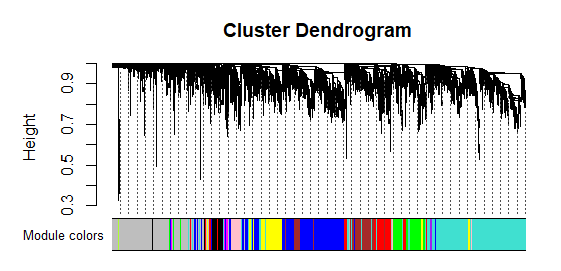 Cluster Dendrogram
Height
0.9
0.7
0.5
0.3
Module colors